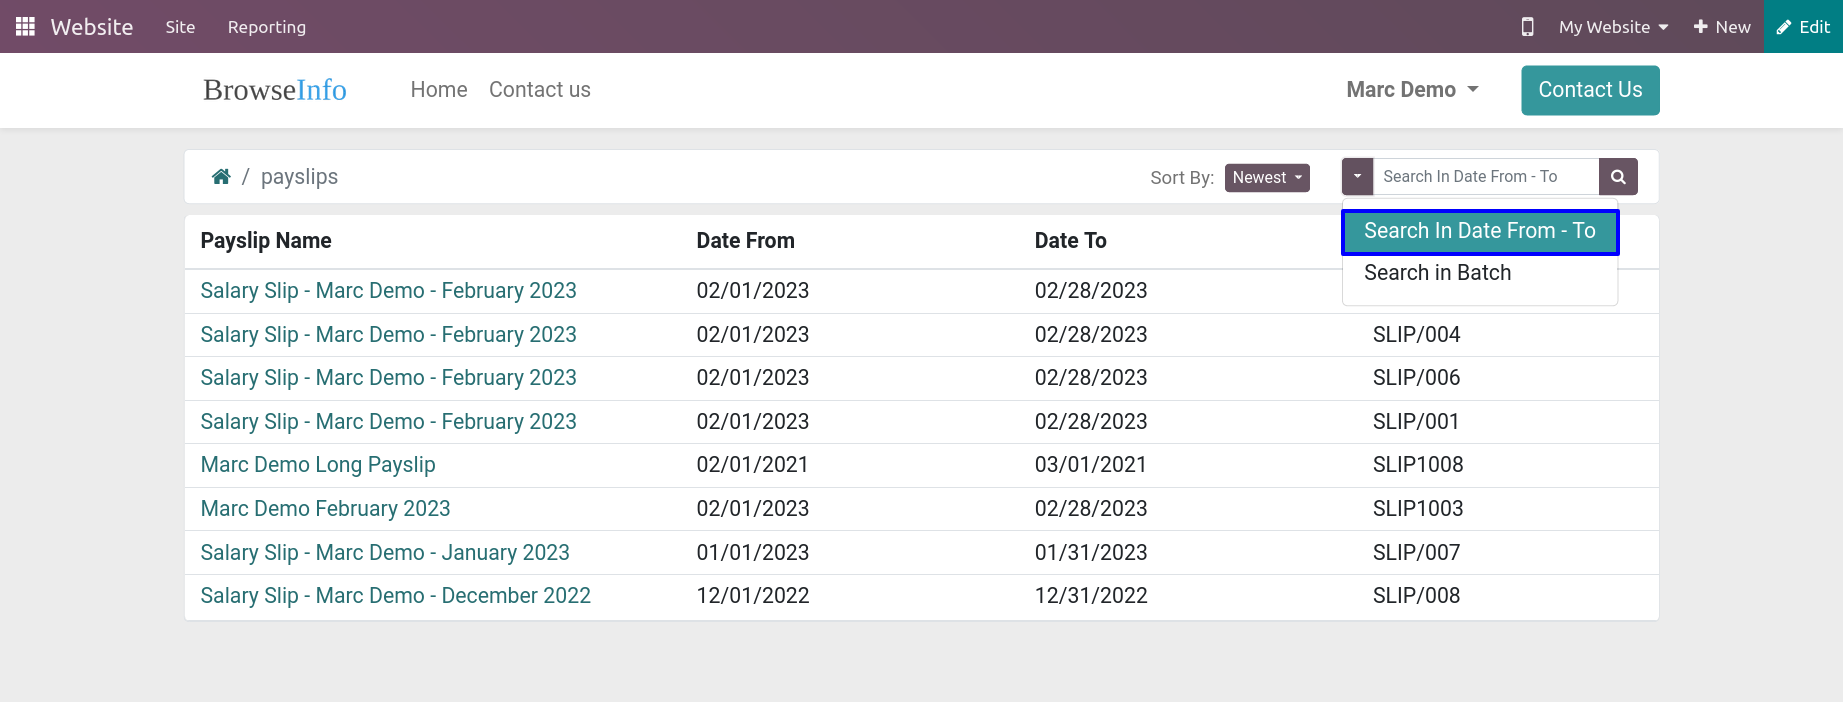 Website Site Reporting My Website New Edit
BrowseInfo Home Contact us Marc Demo Contact Us
/ payslips Sort By: Newest Search In Date From - To
Search In Date From - To
Search in Batch
Payslip Name Date From Date To
Salary Slip - Marc Demo - February 2023 02/01/2023 02/28/2023
Salary Slip - Marc Demo - February 2023 02/01/2023 02/28/2023 SLIP/004
Salary Slip - Marc Demo - February 2023 02/01/2023 02/28/2023 SLIP/006
Salary Slip - Marc Demo - February 2023 02/01/2023 02/28/2023 SLIP/001
Marc Demo Long Payslip 02/01/2021 03/01/2021 SLIP1008
Marc Demo February 2023 02/01/2023 02/28/2023 SLIP1003
Salary Slip - Marc Demo - January 2023 01/01/2023 01/31/2023 SLIP/007
Salary Slip - Marc Demo - December 2022 12/01/2022 12/31/2022 SLIP/008